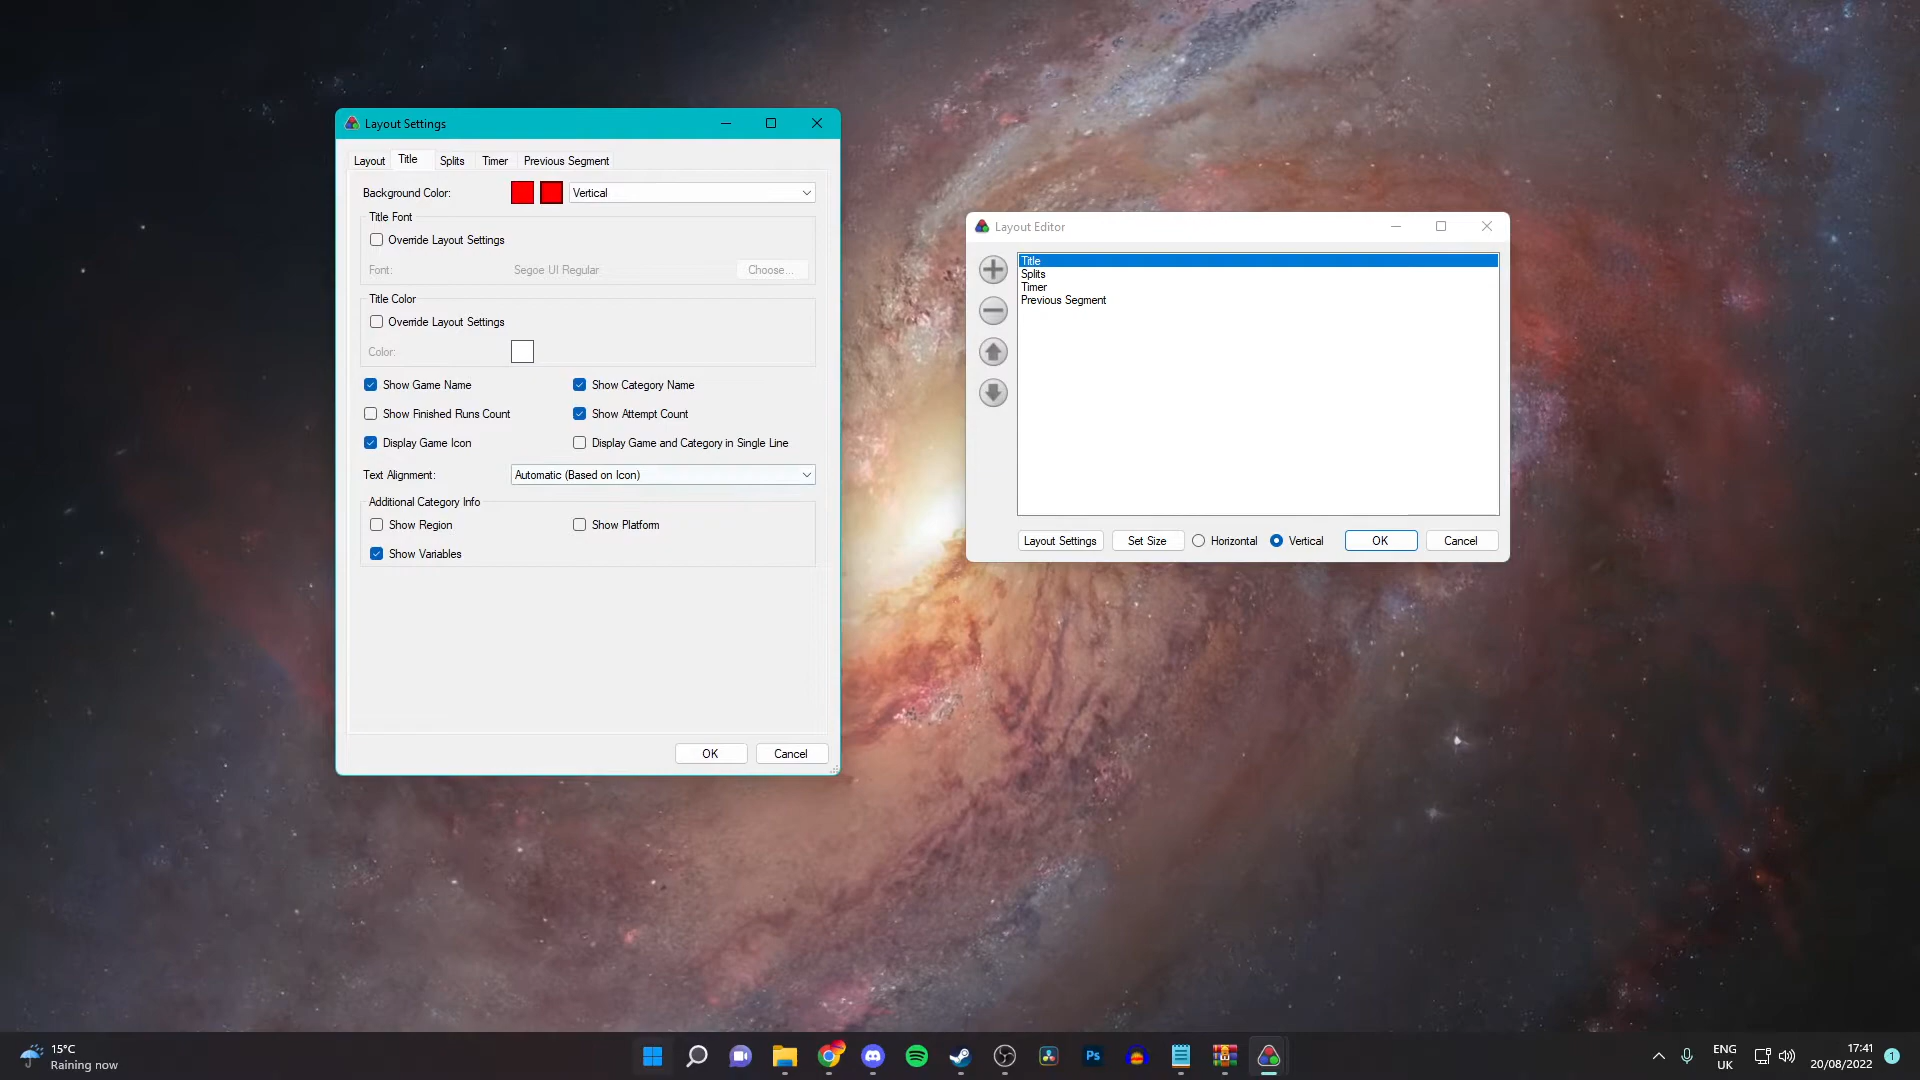 Layout Settings
Layout Title Splits Timer Previous Segment
Background Color: Vertical
Title Font
Override Layout Settings
Font: Segoe UI Regular Choose...
Title Color
Override Layout Settings
Color:
Show Game Name Show Category Name
Show Finished Runs Count Show Attempt Count
Display Game Icon Display Game and Category in Single Line
Text Alignment: Automatic (Based on Icon)
Additional Category Info
Show Region Show Platform
Show Variables
OK Cancel
Layout Editor
Title
Splits
Timer
Previous Segment
Layout Settings Set Size Horizontal Vertical OK Cancel
15°C
Raining now
Ps
ENG
UK
17:41
20/08/2022
1